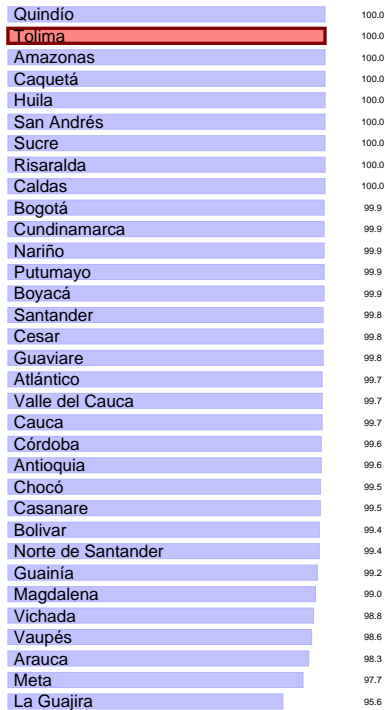 Quindío 100.0
Tolima 100.0
Amazonas 100.0
Caquetá 100.0
Huila 100.0
San Andrés 100.0
Sucre 100.0
Risaralda 100.0
Caldas 100.0
Bogotá 99.9
Cundinamarca 99.9
Nariño 99.9
Putumayo 99.9
Boyacá 99.9
Santander 99.8
Cesar 99.8
Guaviare 99.8
Atlántico 99.7
Valle del Cauca 99.7
Cauca 99.7
Córdoba 99.6
Antioquia 99.6
Chocó 99.5
Casanare 99.5
Bolivar 99.4
Norte de Santander 99.4
Guainía 99.2
Magdalena 99.0
Vichada 98.8
Vaupés 98.6
Arauca 98.3
Meta 97.7
La Guajira 95.6